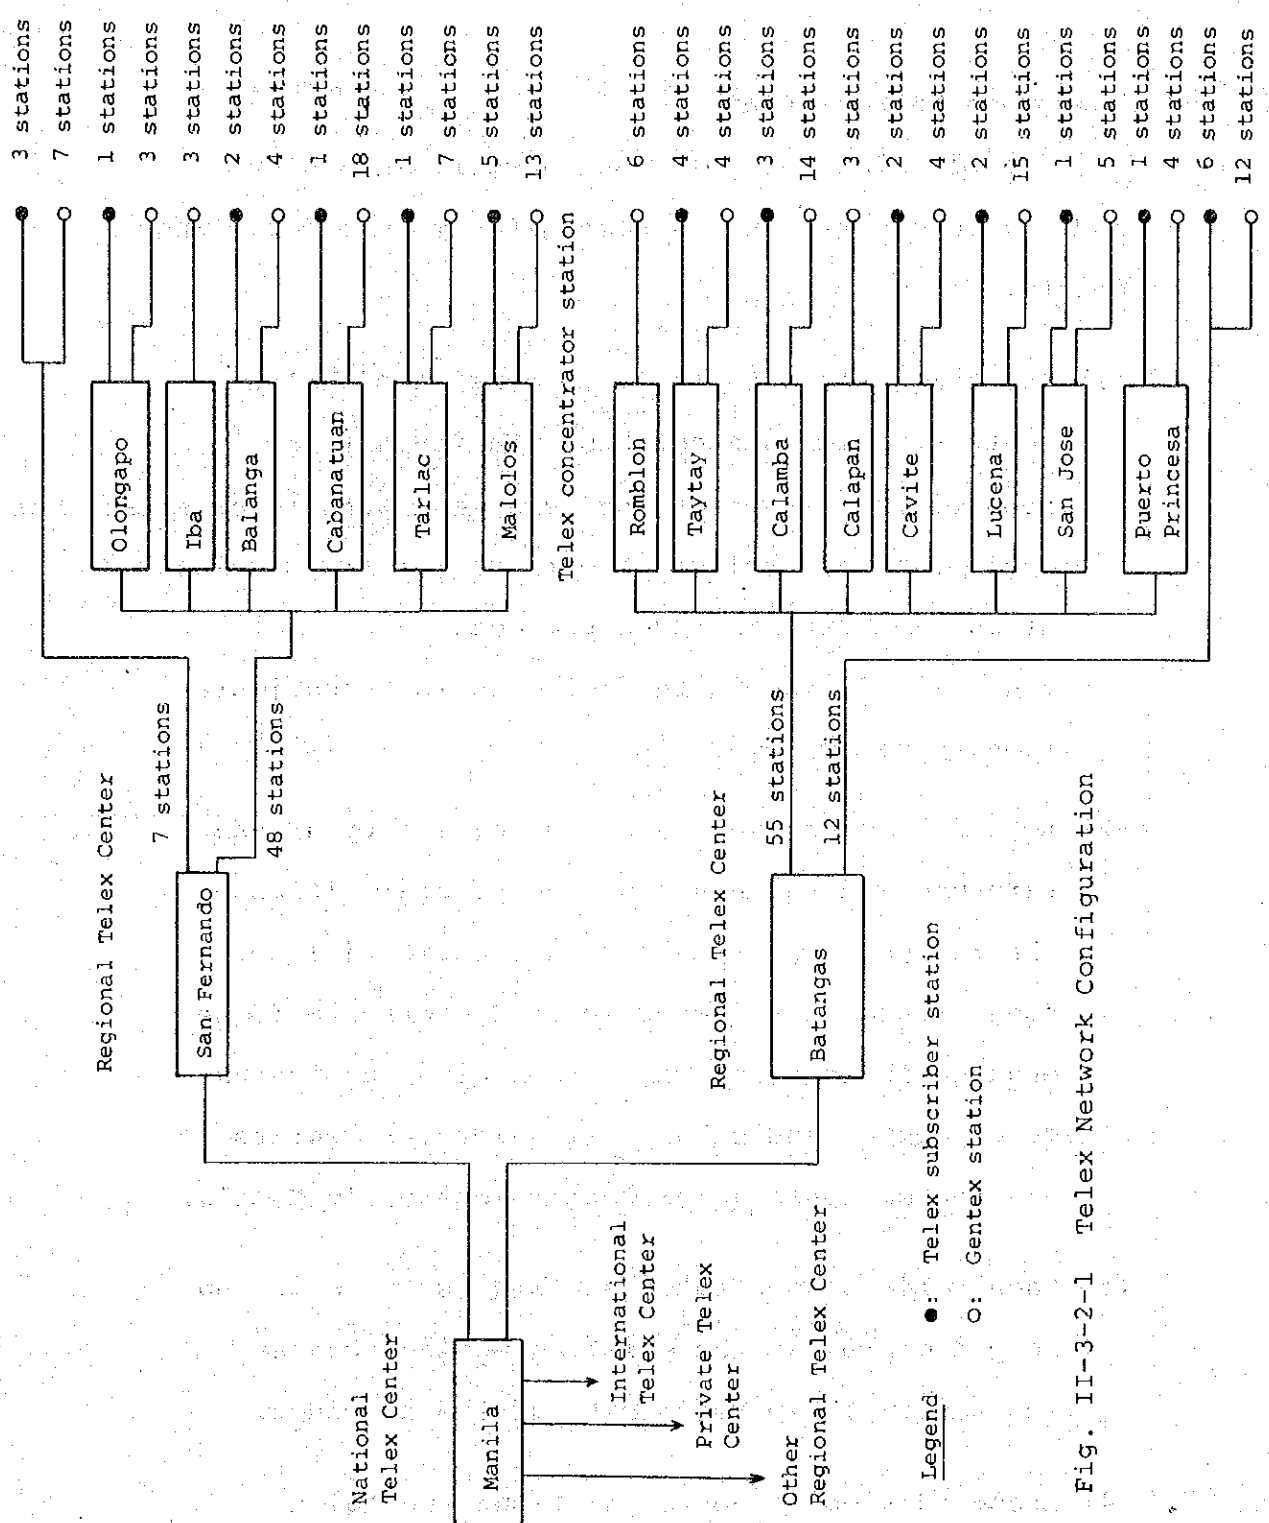 National
Telex Center
Manila
International
Telex Center
Private Telex
Center
Other
Regional Telex Center
Regional Telex Center
San Fernando
7 stations
48 stations
Regional Telex Center
Batangas
55 stations
12 stations
3 stations
7 stations
Olongapo
1 stations
3 stations
Iba
3 stations
Balanga
2 stations
4 stations
Cabanatuan
1 stations
18 stations
Tarlac
1 stations
7 stations
Malolos
5 stations
13 stations
Telex concentrator station
Romblon
6 stations
Taytay
4 stations
4 stations
Calamba
3 stations
14 stations
Calapan
3 stations
Cavite
2 stations
4 stations
Lucena
2 stations
15 stations
San Jose
1 stations
5 stations
Puerto
Princesa
1 stations
4 stations
6 stations
12 stations
Legend
●: Telex subscriber station
O: Gentex station
Fig. II-3-2-1 Telex Network Configuration